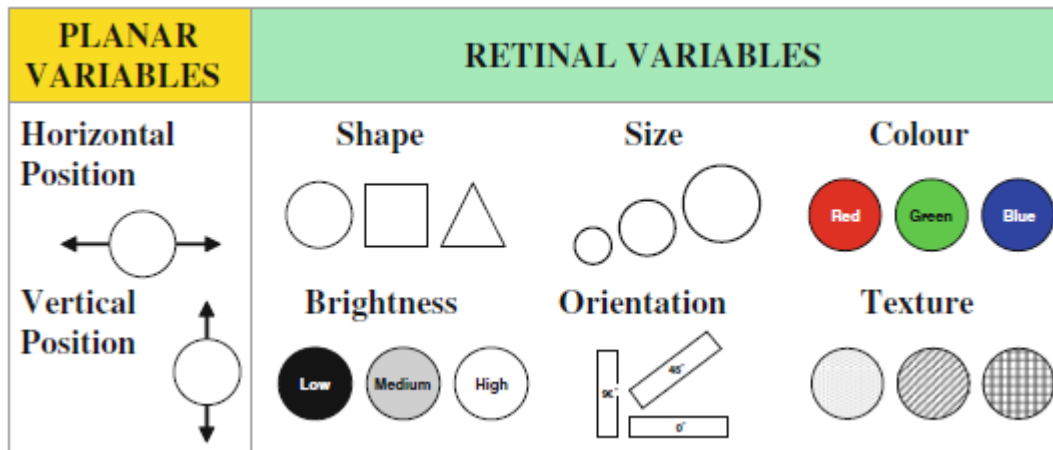 PLANAR
VARIABLES
RETINAL VARIABLES
Horizontal
Position
Shape
Size
Colour
Red
Green
Blue
Vertical
Position
Brightness
Orientation
Texture
Low
Medium
High
45°
0°